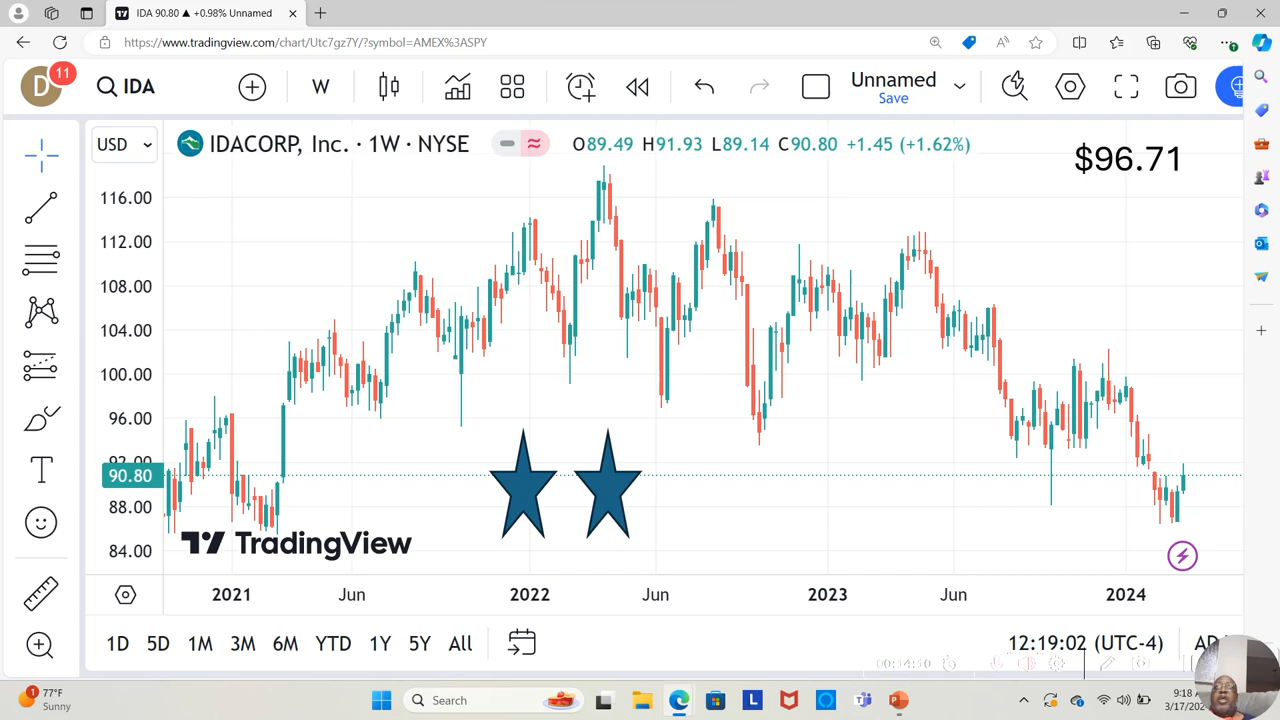 IDA 90.80 ▲ +0.98% Unnamed
https://www.tradingview.com/chart/Utc7gz7Y/?symbol=AMEX%3ASPY
D 11 IDA W Unnamed
Save
USD IDACORP, Inc. · 1W · NYSE O89.49 H91.93 L89.14 C90.80 +1.45 (+1.62%)
$96.71
116.00
112.00
108.00
104.00
100.00
96.00
92.00
90.80
88.00
84.00
TradingView
2021 Jun 2022 Jun 2023 Jun 2024
1D 5D 1M 3M 6M YTD 1Y 5Y All 12:19:02 (UTC-4)
1 77°F
Sunny
Search
9:18
3/17/202